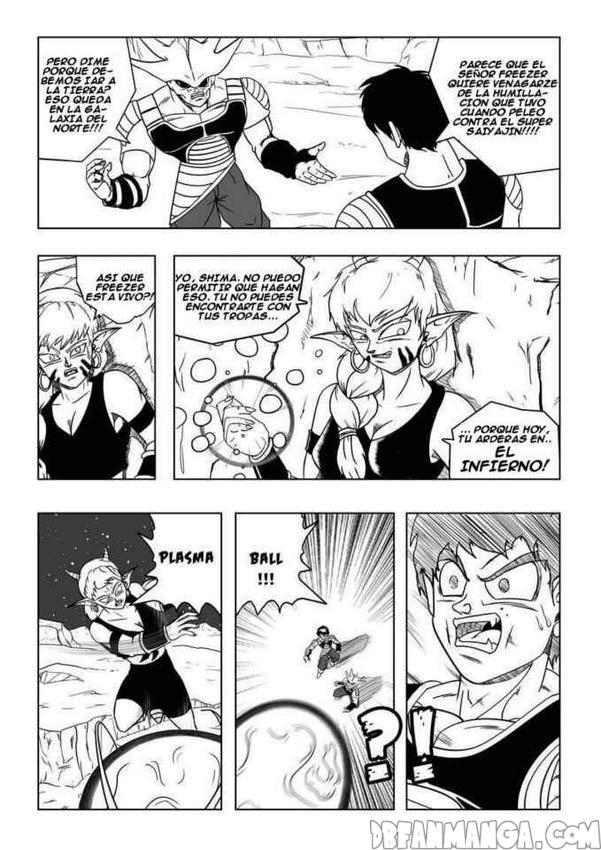 PERO DIME
PORQUE DE-
BEMOS IAR A
LA TIERRA?
ESO QUEDA
EN LA GA-
LAXIA DEL
NORTE!!!
PARECE QUE EL
SEÑOR FREEZER
QUIERE VENAGARZE
DE LA HUMILLA-
CION QUE TUVO
CUANDO PELEO
CONTRA EL SUPER
SAIYAJIN!!!!
ASI QUE
FREEZER
ESTA VIVO?!
YO, SHIMA. NO PUEDO
PERMITIR QUE HAGAN
ESO. TU NO PUEDES
ENCONTRARTE CON
TUS TROPAS...
... PORQUE HOY,
TU ARDERAS EN..
EL
INFIERNO!
PLASMA
BALL
!!!
?!
DBFANMANGA.COM